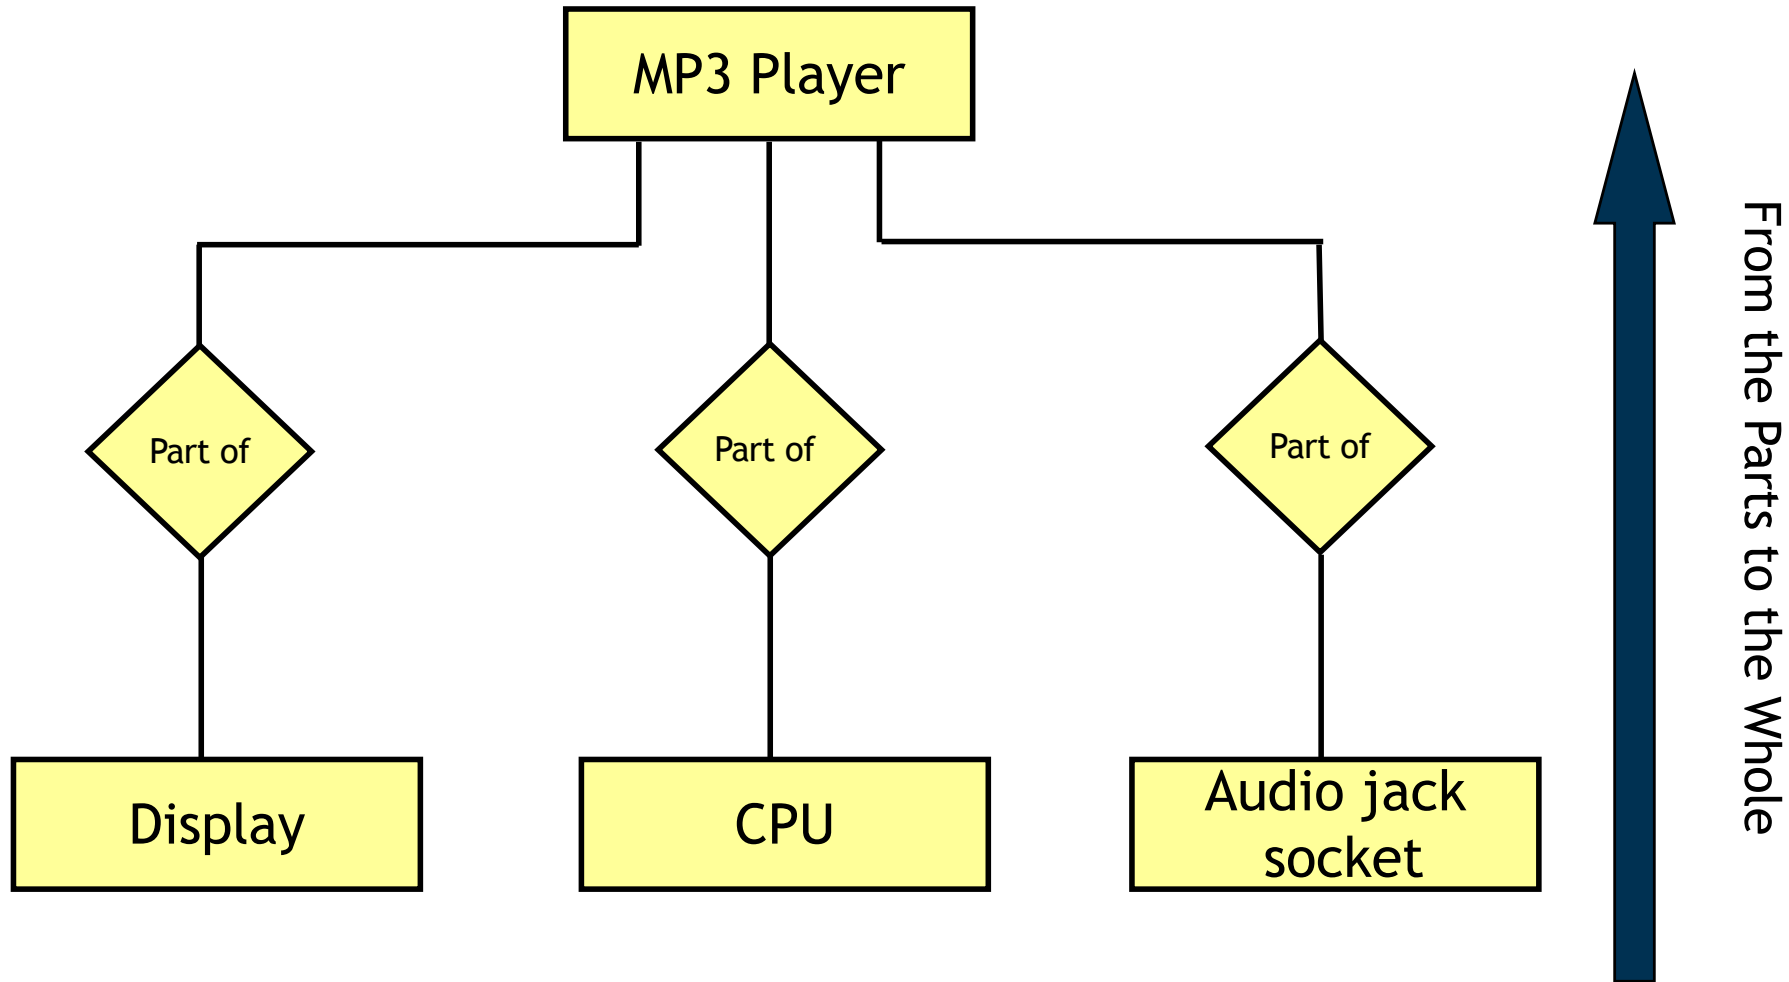 MP3 Player
Part of
Part of
Part of
Display
CPU
Audio jack
socket
From the Parts to the Whole